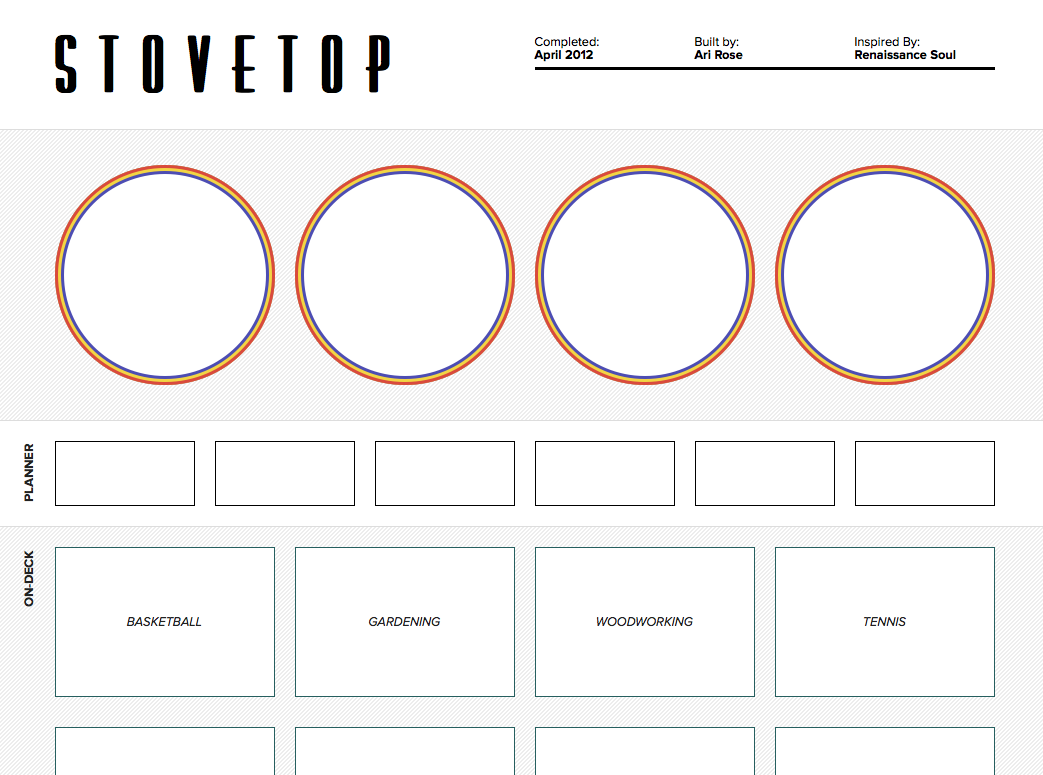 STOVETOP
Completed:
April 2012
Built by:
Ari Rose
Inspired By:
Renaissance Soul
PLANNER
ON-DECK
BASKETBALL
GARDENING
WOODWORKING
TENNIS